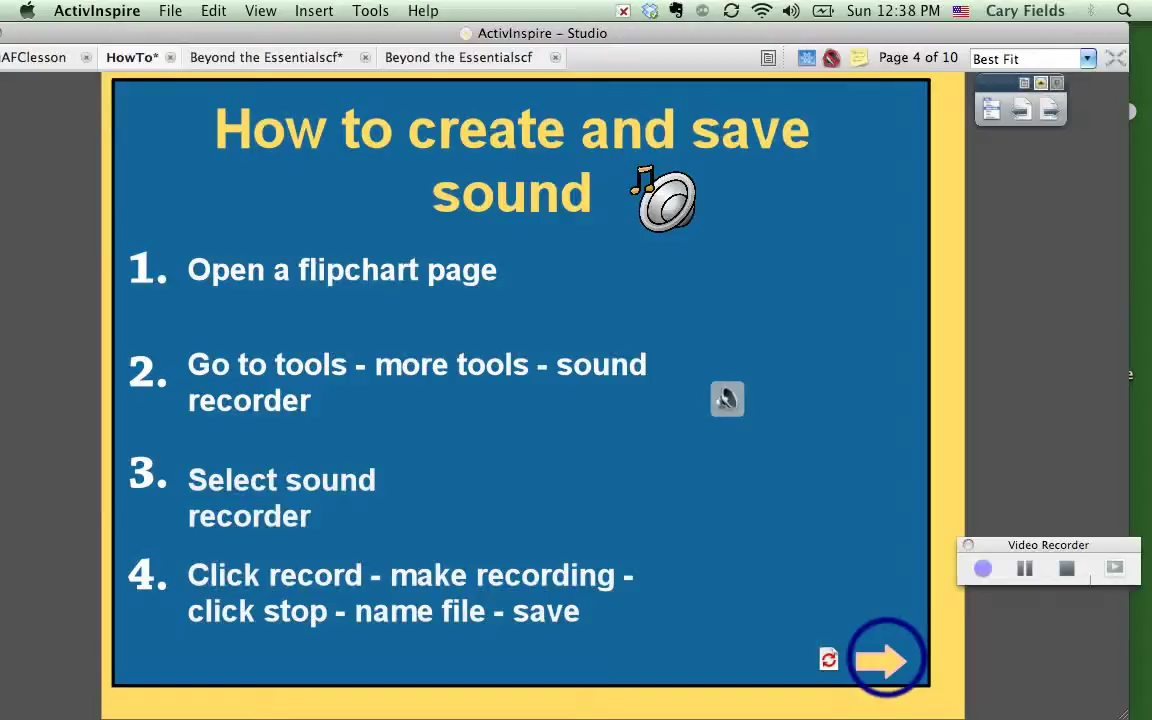 ActivInspire File Edit View Insert Tools Help Sun 12:38 PM Cary Fields
ActivInspire – Studio
AFClesson HowTo* Beyond the Essentialscf* Beyond the Essentialscf Page 4 of 10 Best Fit
How to create and save
sound
1. Open a flipchart page
2. Go to tools - more tools - sound
recorder
3. Select sound
recorder
Video Recorder
4. Click record - make recording -
click stop - name file - save